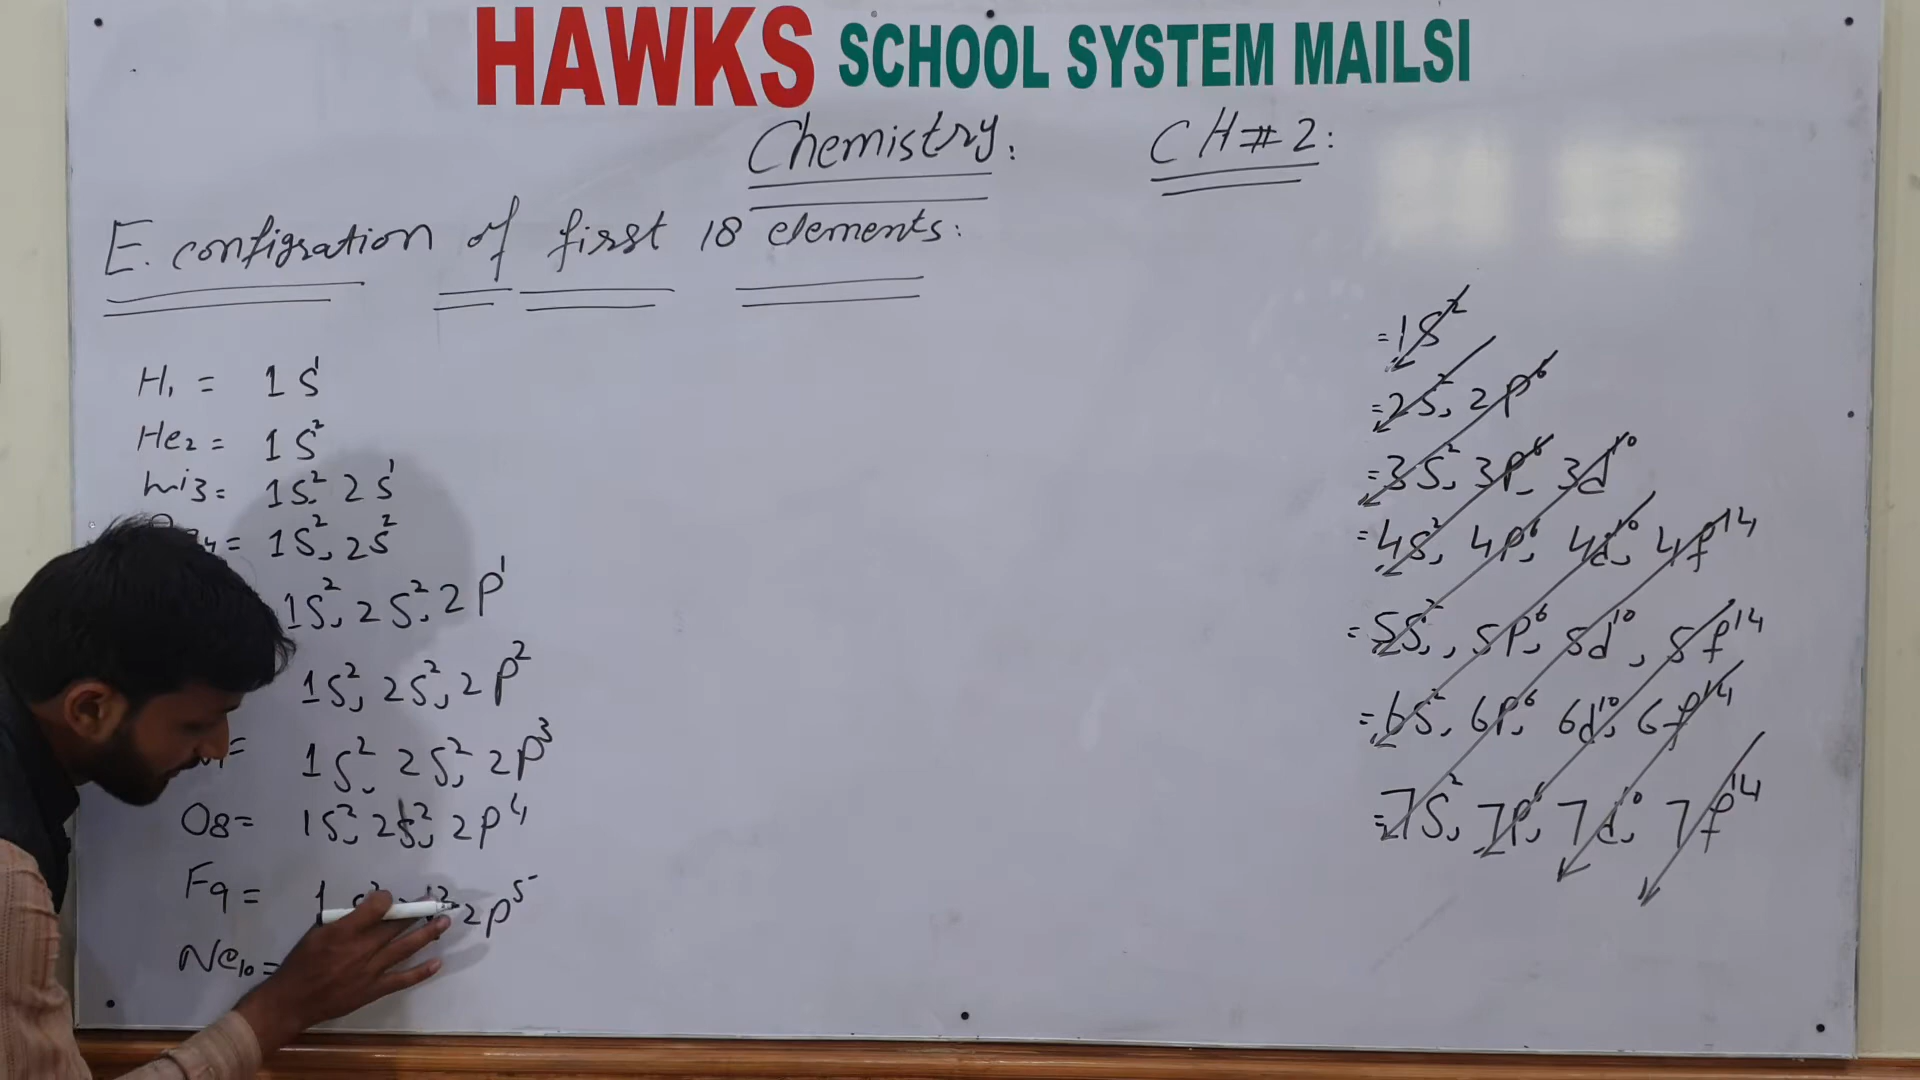 HAWKS SCHOOL SYSTEM MAILSI
Chemistry. CH#2:
E. configration of first 18 elements:
H₁ = 1S¹
He₂ = 1S²
Li3 = 1S², 2S¹
4 = 1S², 2S²
1S², 2S², 2P¹
1S², 2S², 2P²
= 1S², 2S², 2P³
O8 = 1S², 2S², 2P⁴
F9 = 1 2P⁵
Ne₁₀ =
=1S²
=2S², 2P⁶
=3S², 3P⁶, 3d¹⁰
=4S², 4P⁶, 4d¹⁰, 4f¹⁴
=5S², 5P⁶, 5d¹⁰, 5f¹⁴
=6S², 6P⁶, 6d¹⁰, 6f¹⁴
=7S², 7P⁶, 7d¹⁰, 7f¹⁴